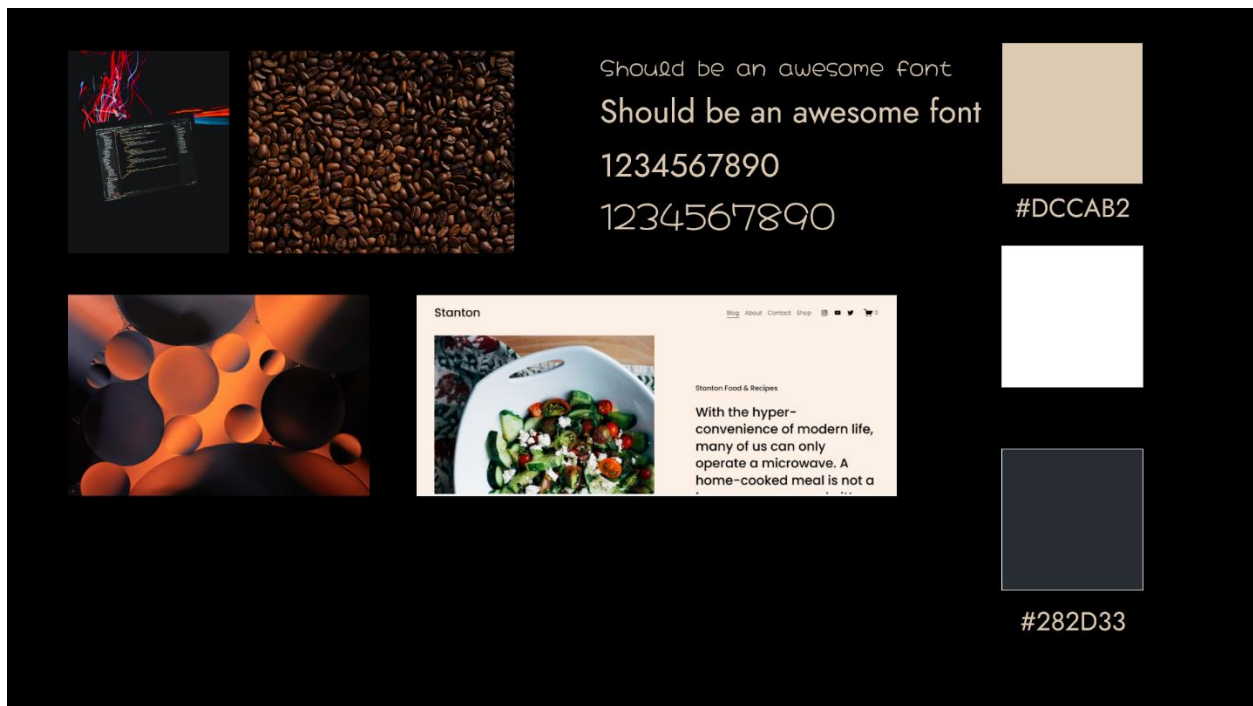 Should be an awesome font
Should be an awesome font
1234567890
1234567890
#DCCAB2
Stanton
Blog About Contact Shop
0
Stanton Food & Recipes
With the hyper-
convenience of modern life,
many of us can only
operate a microwave. A
home-cooked meal is not a
#282D33